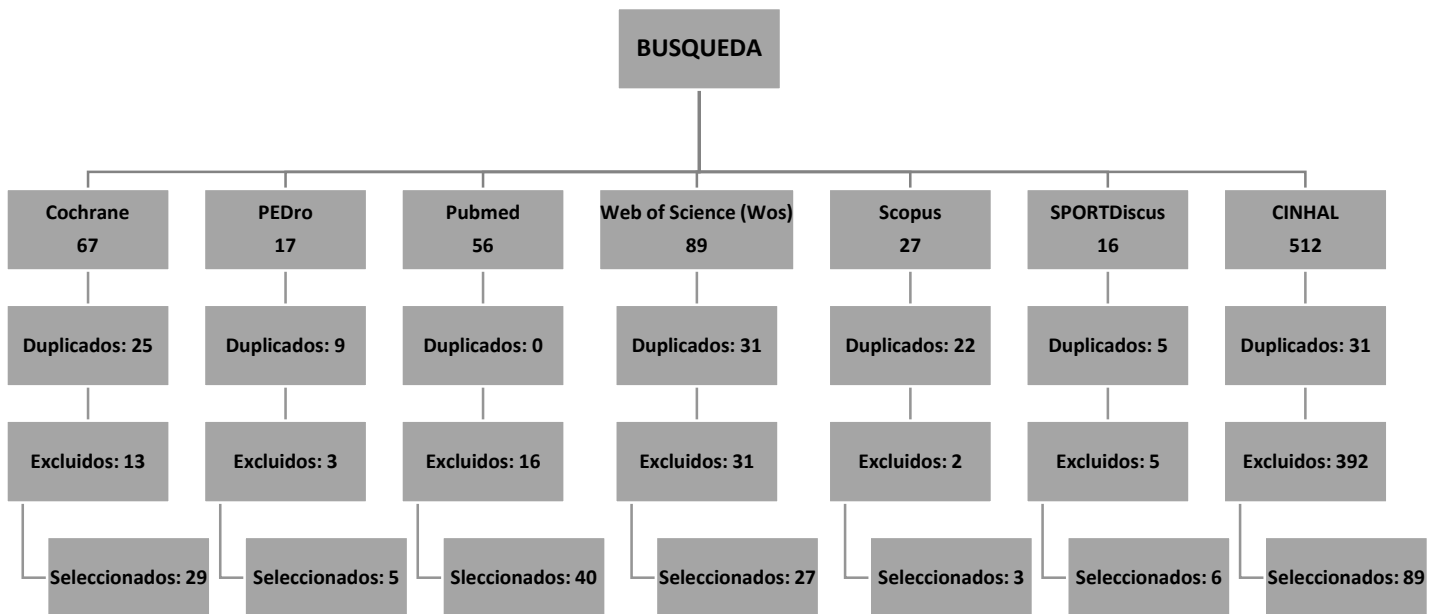 BUSQUEDA
Cochrane
67
PEDro
17
Pubmed
56
Web of Science (Wos)
89
Scopus
27
SPORTDiscus
16
CINHAL
512
Duplicados: 25
Duplicados: 9
Duplicados: 0
Duplicados: 31
Duplicados: 22
Duplicados: 5
Duplicados: 31
Excluidos: 13
Excluidos: 3
Excluidos: 16
Excluidos: 31
Excluidos: 2
Excluidos: 5
Excluidos: 392
Seleccionados: 29
Seleccionados: 5
Sleccionados: 40
Seleccionados: 27
Seleccionados: 3
Seleccionados: 6
Seleccionados: 89